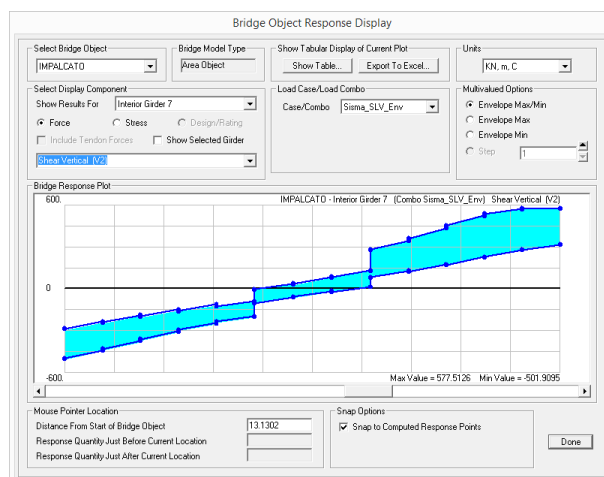 Bridge Object Response Display
Select Bridge Object
IMPALCATO
Bridge Model Type
Area Object
Show Tabular Display of Current Plot
Show Table...
Export To Excel...
Units
KN, m, C
Select Display Component
Show Results For
Interior Girder 7
Force
Stress
Design/Rating
Include Tendon Forces
Show Selected Girder
Shear Vertical (V2)
Load Case/Load Combo
Case/Combo
Sisma_SLV_Env
Multivalued Options
Envelope Max/Min
Envelope Max
Envelope Min
Step
1
Bridge Response Plot
600.
IMPALCATO - Interior Girder 7 (Combo Sisma_SLV_Env) Shear Vertical (V2)
0
-600.
Max Value = 577.5126 Min Value = -501.9095
Mouse Pointer Location
Distance From Start of Bridge Object
13.1302
Response Quantity Just Before Current Location
Response Quantity Just After Current Location
Snap Options
Snap to Computed Response Points
Done